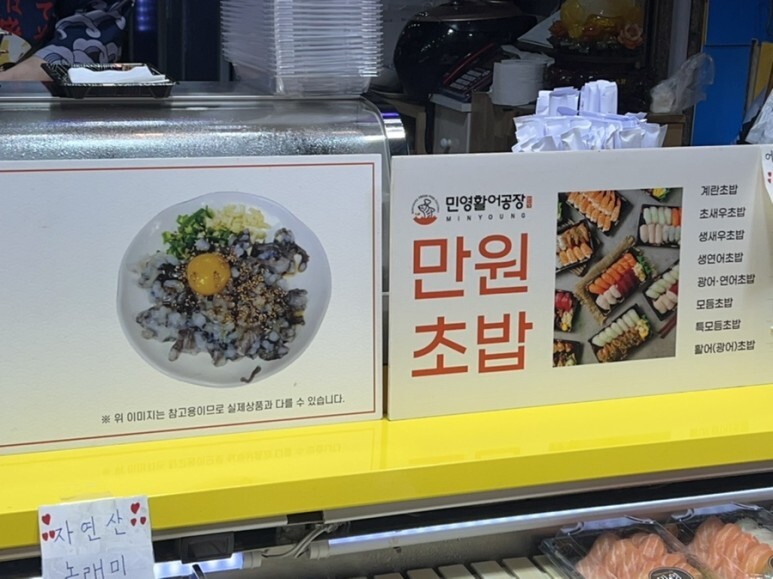 ※ 위 이미지는 참고용이므로 실제상품과 다를 수 있습니다.
민영활어공장
MINYOUNG
만원
초밥
계란초밥
초새우초밥
생새우초밥
생연어초밥
광어·연어초밥
모듬초밥
특모듬초밥
활어(광어)초밥
자연산
노래미